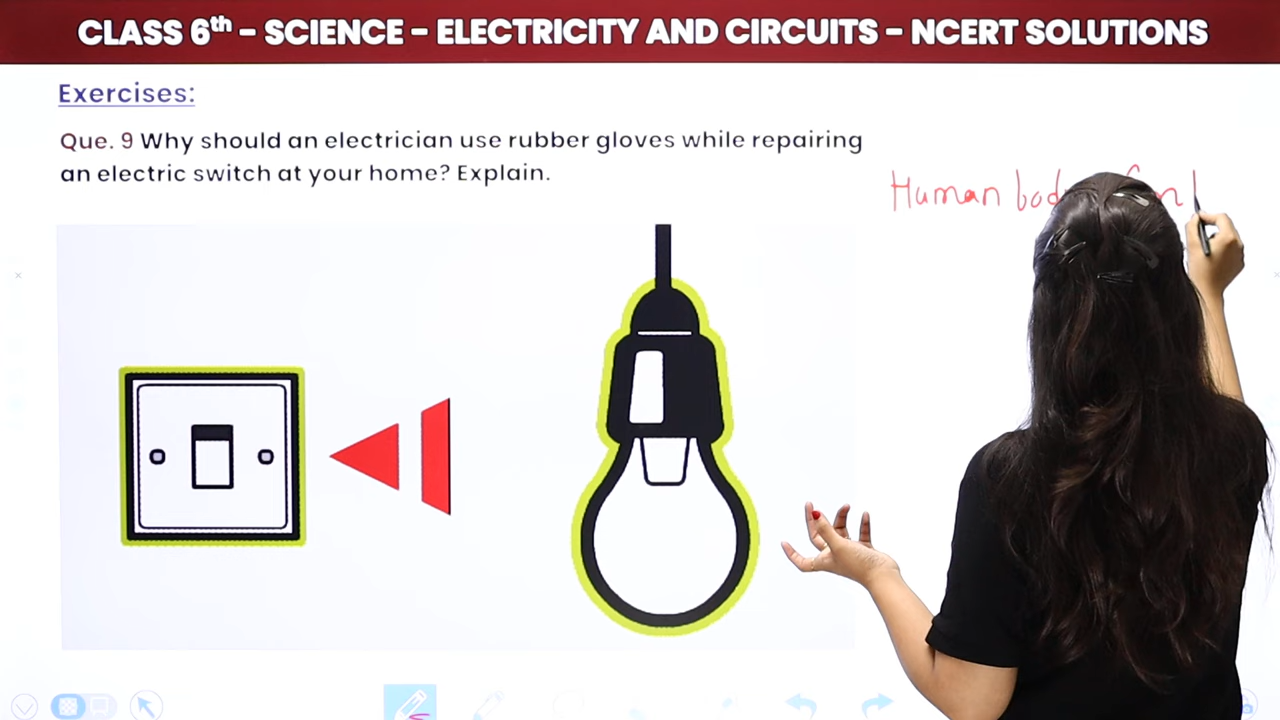 CLASS 6th – SCIENCE – ELECTRICITY AND CIRCUITS – NCERT SOLUTIONS
Exercises:
Que. 9 Why should an electrician use rubber gloves while repairing
an electric switch at your home? Explain.
Human